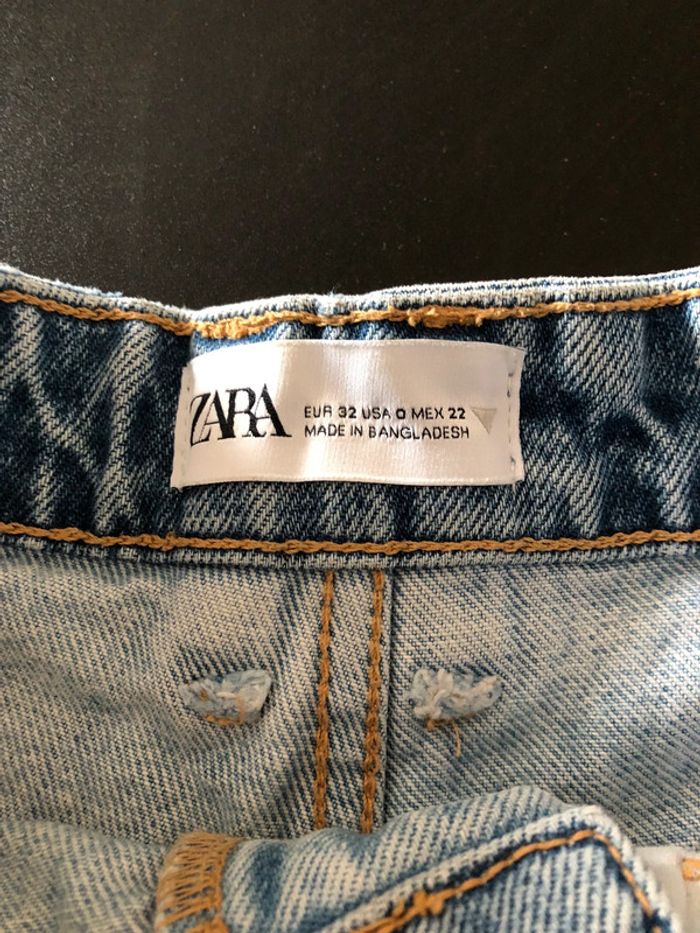 ZARA
EUR 32 USA 0 MEX 22
MADE IN BANGLADESH